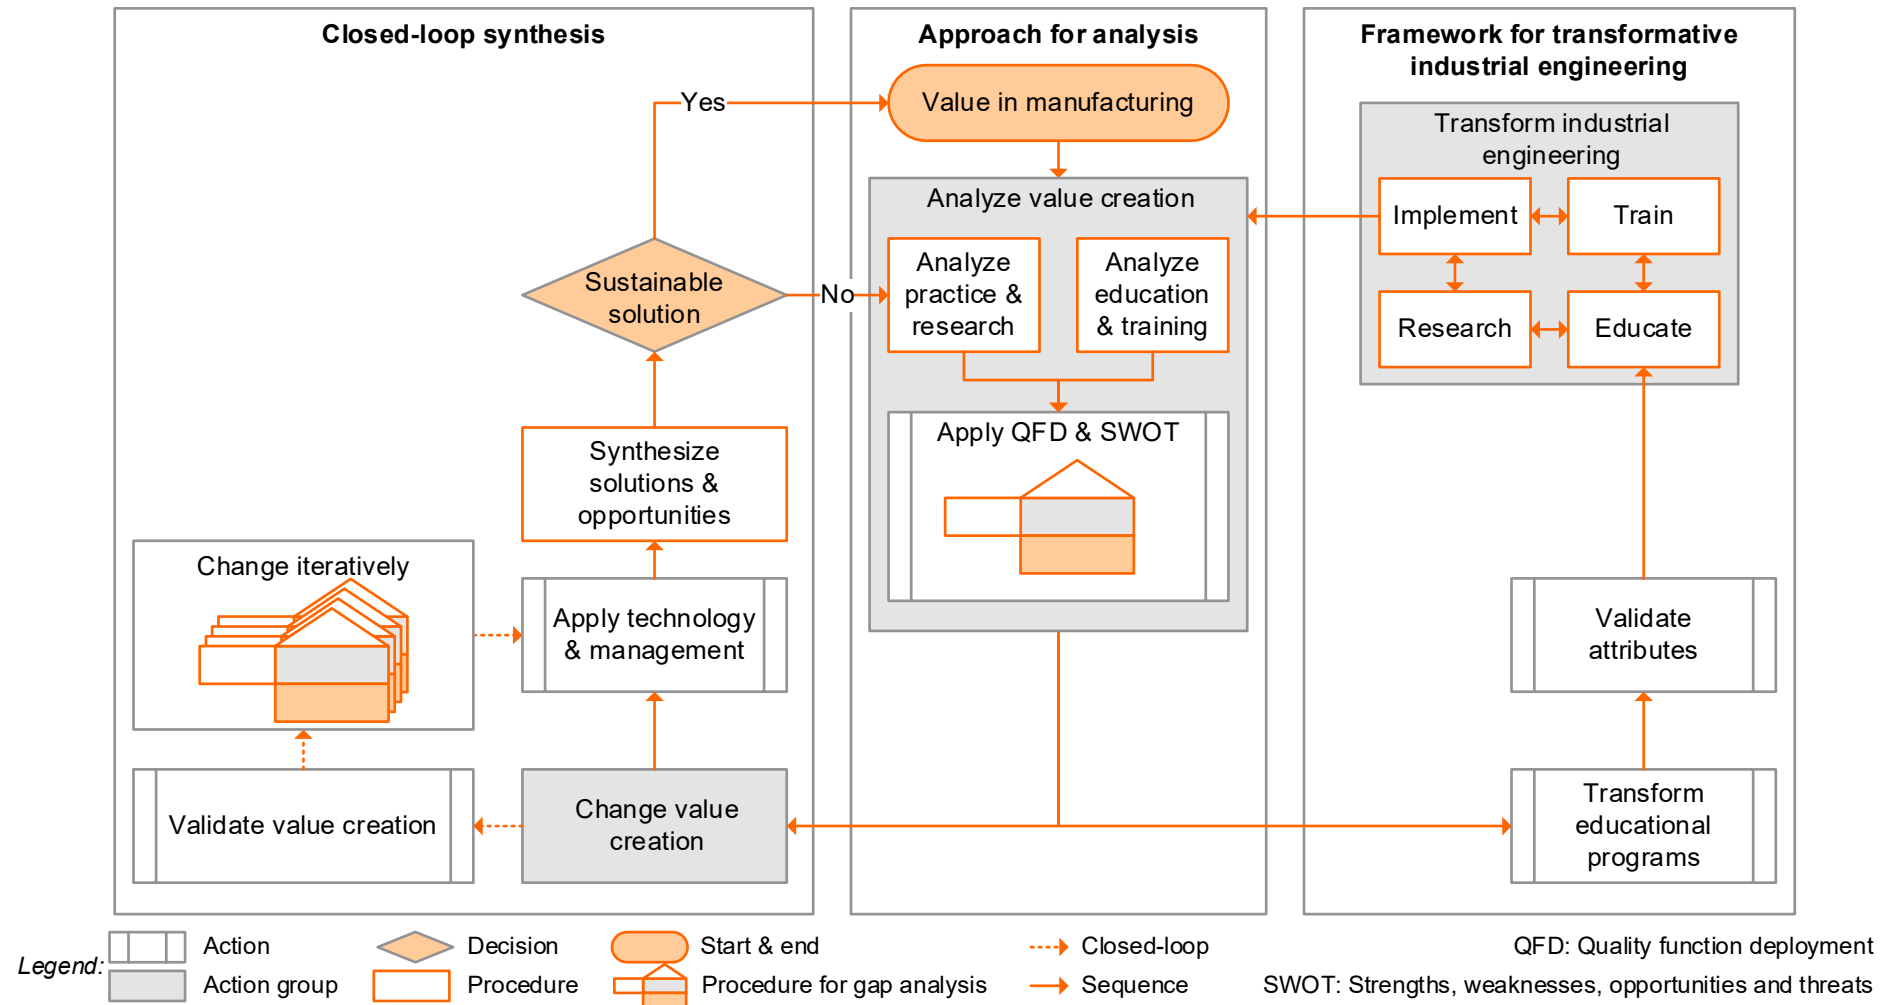 Closed-loop synthesis
Yes
Sustainable
solution
No
Synthesize
solutions &
opportunities
Change iteratively
Apply technology
& management
Validate value creation
Change value
creation
Approach for analysis
Value in manufacturing
Analyze value creation
Analyze
practice &
research
Analyze
education
& training
Apply QFD & SWOT
Framework for transformative
industrial engineering
Transform industrial
engineering
Implement
Train
Research
Educate
Validate
attributes
Transform
educational
programs
Legend:
Action
Decision
Start & end
Closed-loop
QFD: Quality function deployment
Action group
Procedure
Procedure for gap analysis
Sequence
SWOT: Strengths, weaknesses, opportunities and threats